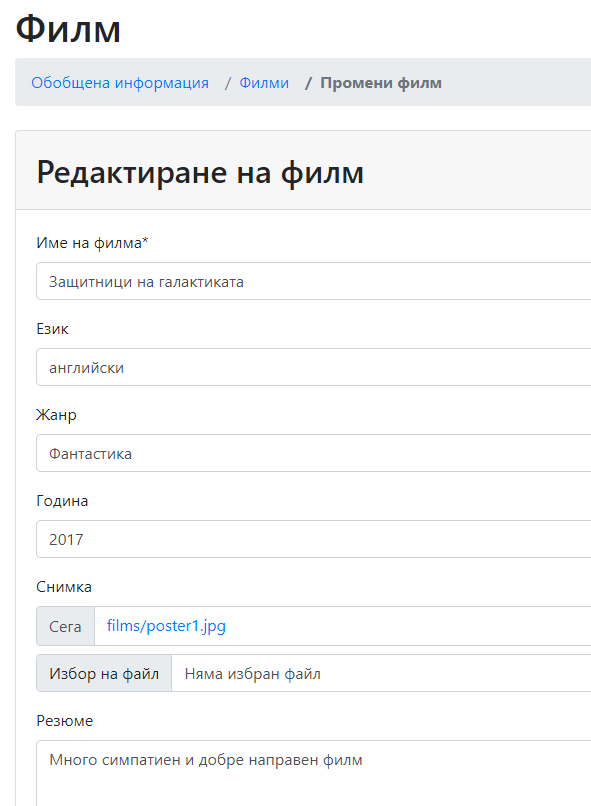 Филм
Обобщена информация / Филми / Промени филм
Редактиране на филм
Име на филма*
Защитници на галактиката
Език
английски
Жанр
Фантастика
Година
2017
Снимка
Сега films/poster1.jpg
Избор на файл Няма избран файл
Резюме
Много симпатиен и добре направен филм